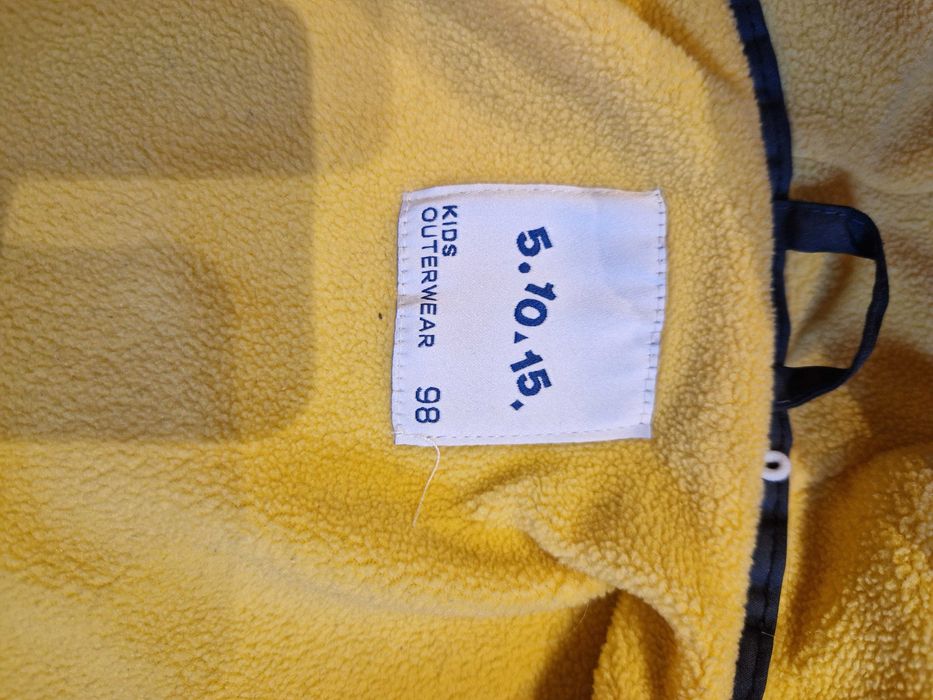 5.10.15.
KIDS
OUTERWEAR 98